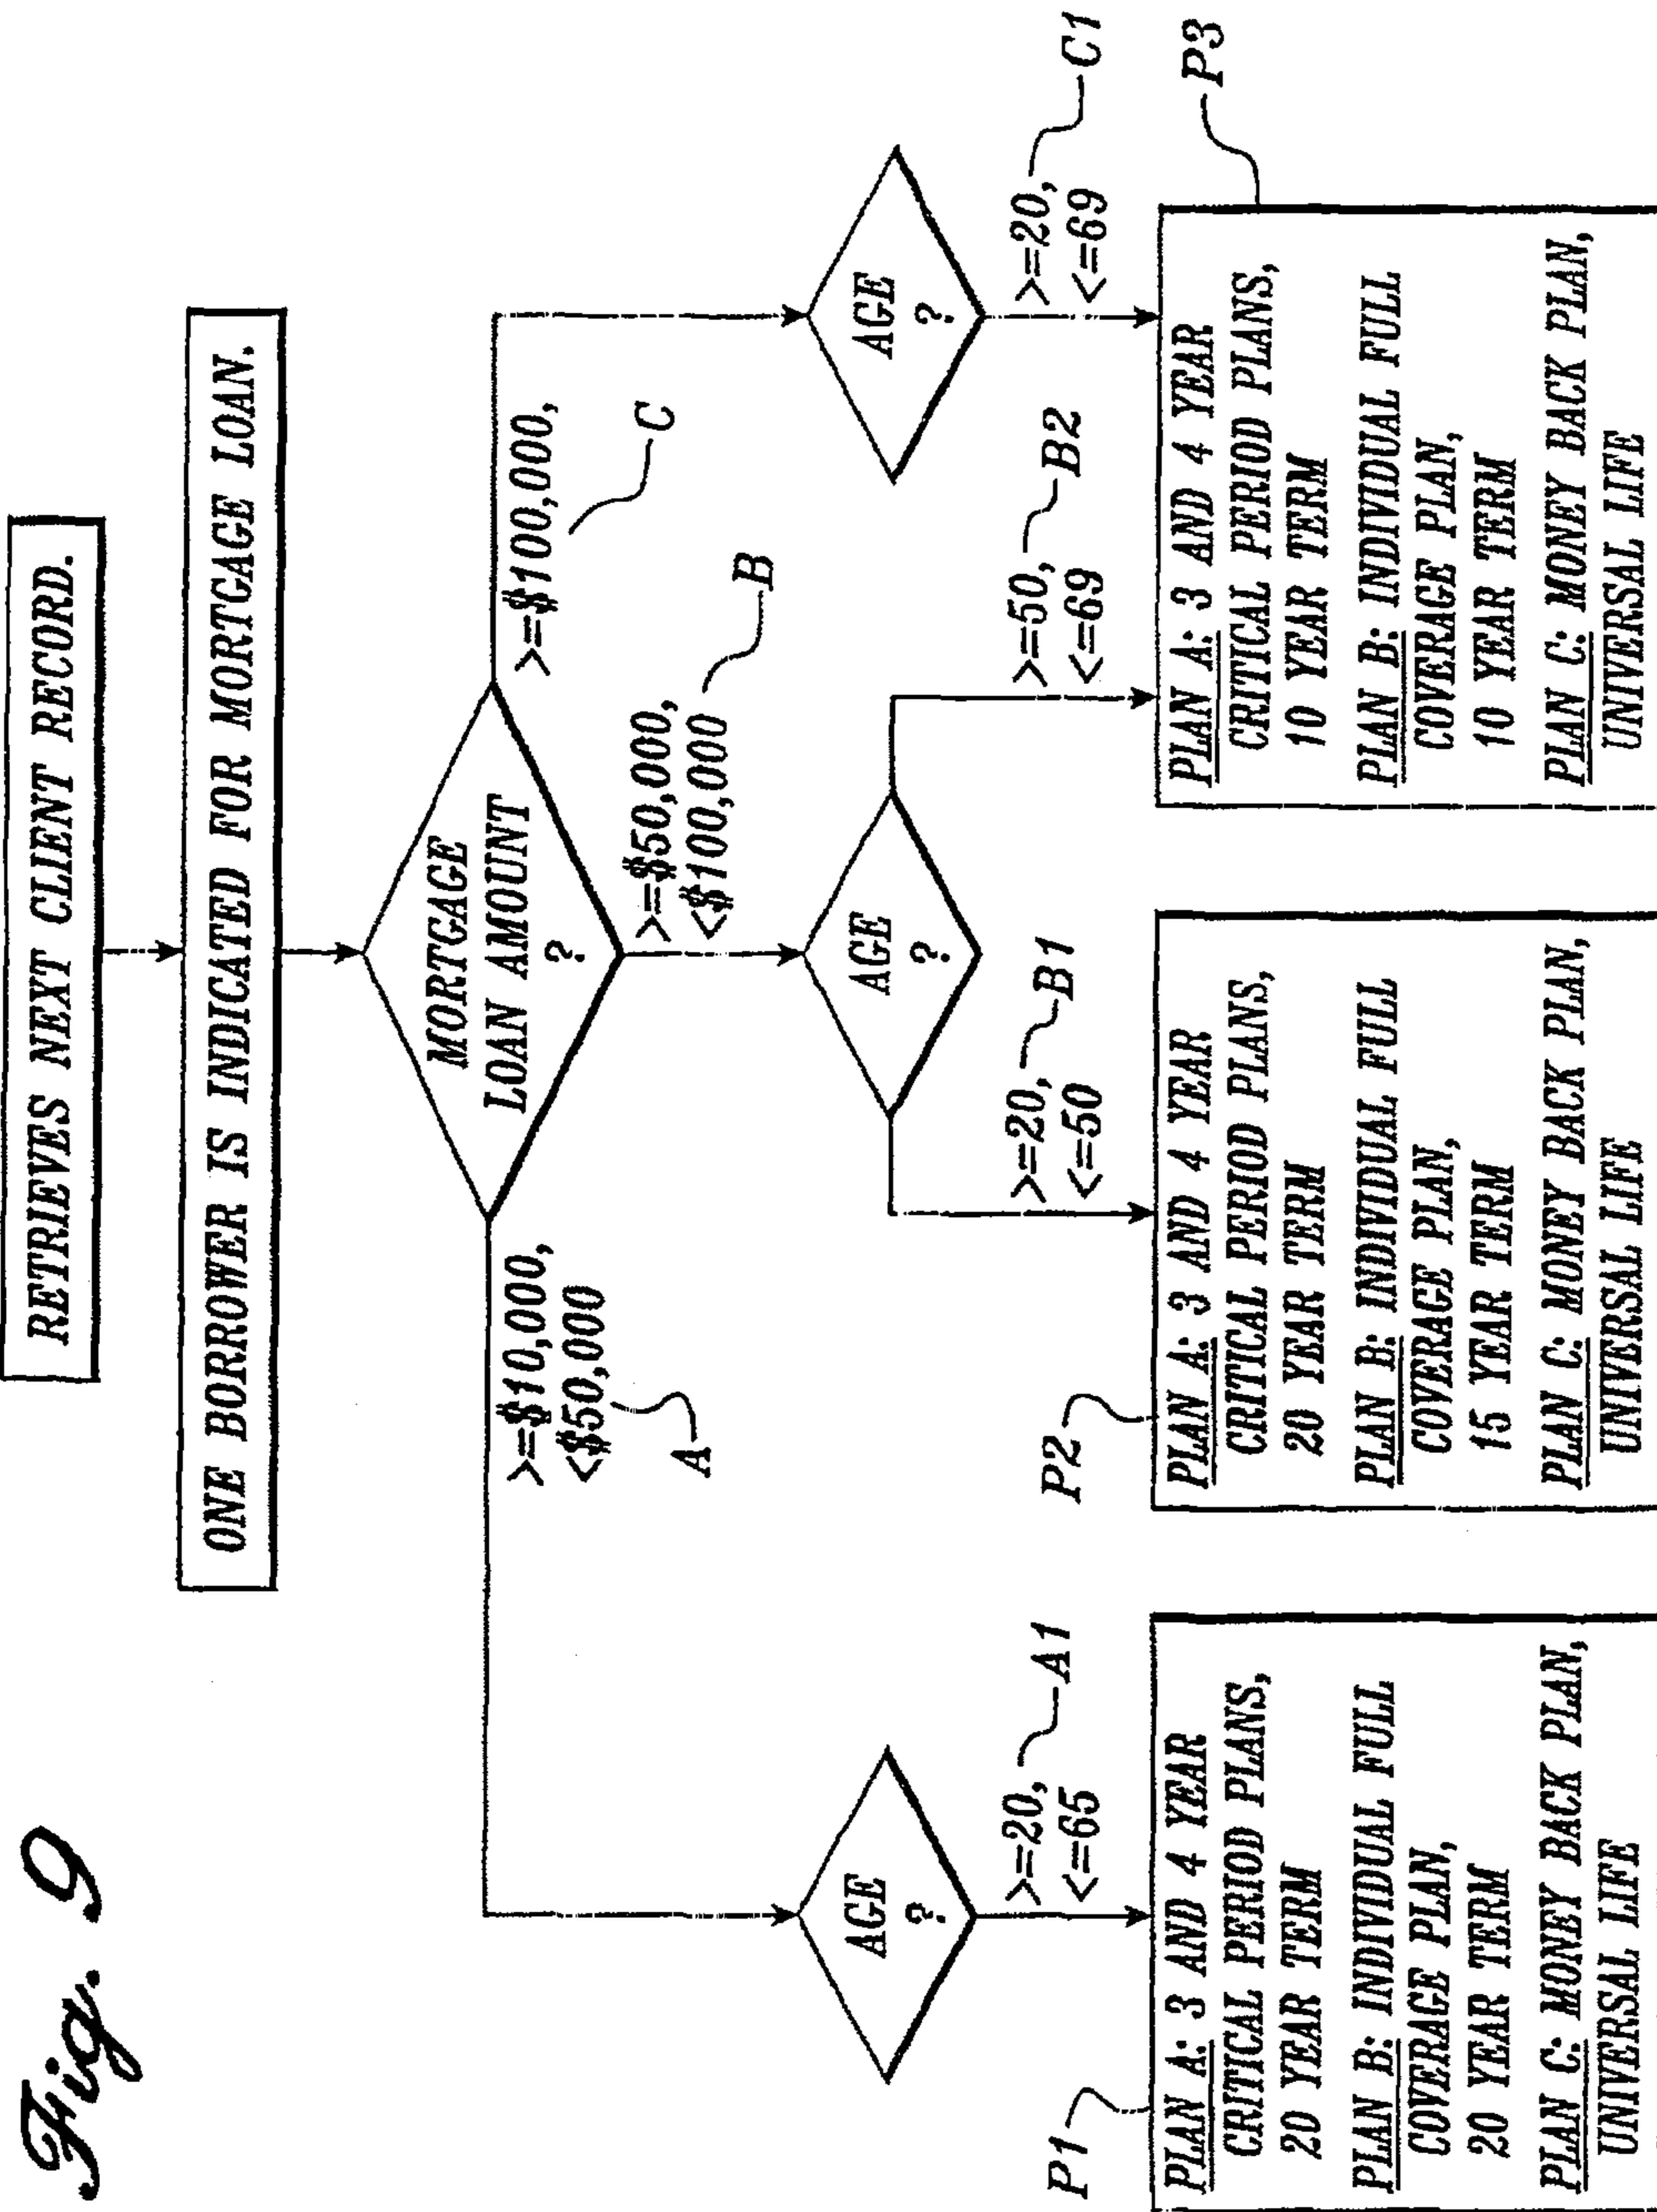 Fig. 9
RETRIEVES NEXT CLIENT RECORD.
ONE BORROWER IS INDICATED FOR MORTGAGE LOAN.
MORTGAGE
LOAN AMOUNT
?
>=$10,000,
<$50,000
A
>=$50,000,
<$100,000
B
>=$100,000,
C
AGE
?
AGE
?
AGE
?
>=20,
<=65
A1
>=20,
<=50
B1
>=50,
<=69
B2
>=20,
<=69
C1
P1
PLAN A: 3 AND 4 YEAR
CRITICAL PERIOD PLANS,
20 YEAR TERM
PLAN B: INDIVIDUAL FULL
COVERAGE PLAN,
20 YEAR TERM
PLAN C: MONEY BACK PLAN,
UNIVERSAL LIFE
P2
PLAN A: 3 AND 4 YEAR
CRITICAL PERIOD PLANS,
20 YEAR TERM
PLAN B: INDIVIDUAL FULL
COVERAGE PLAN,
15 YEAR TERM
PLAN C: MONEY BACK PLAN,
UNIVERSAL LIFE
P3
PLAN A: 3 AND 4 YEAR
CRITICAL PERIOD PLANS,
10 YEAR TERM
PLAN B: INDIVIDUAL FULL
COVERAGE PLAN,
10 YEAR TERM
PLAN C: MONEY BACK PLAN,
UNIVERSAL LIFE